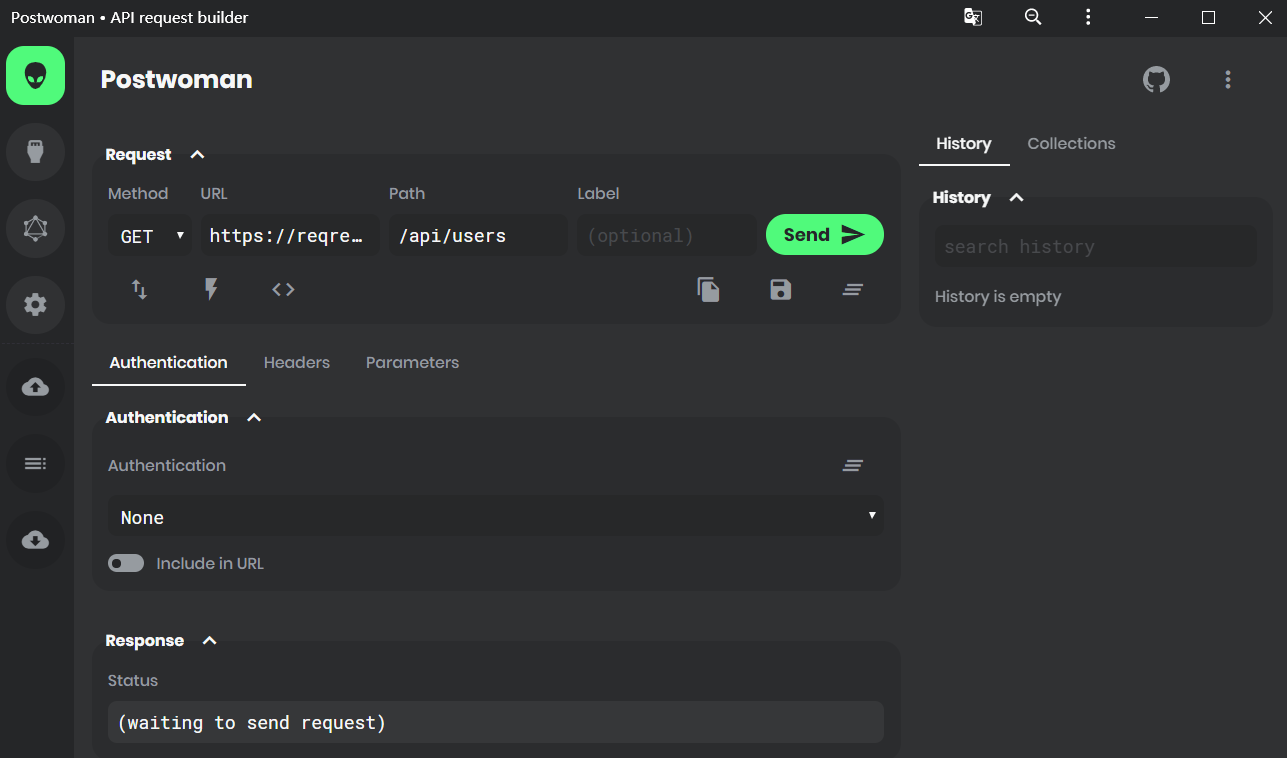 Postwoman • API request builder
Postwoman
Request
Method URL Path Label
GET https://reqre… /api/users (optional) Send
Authentication Headers Parameters
Authentication
Authentication
None
Include in URL
Response
Status
(waiting to send request)
History Collections
History
search history
History is empty